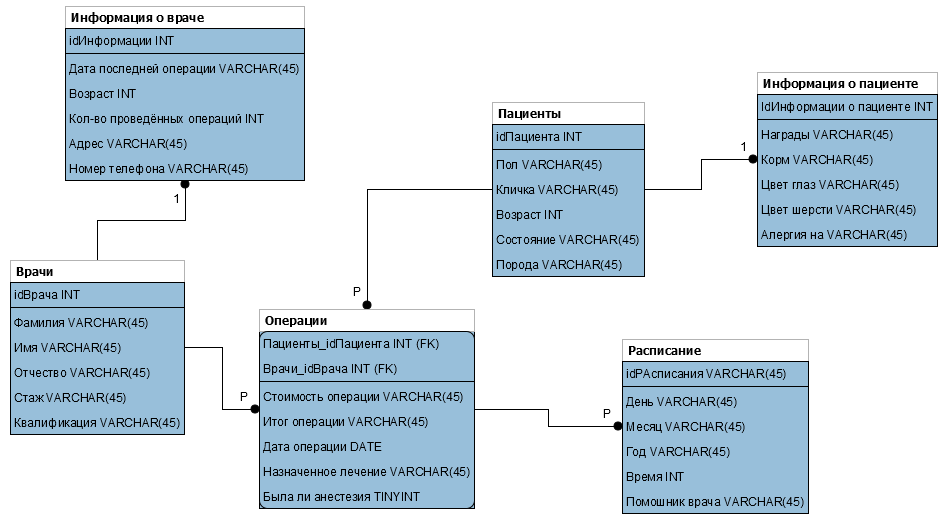 Информация о враче
idИнформации INT
Дата последней операции VARCHAR(45)
Возраст INT
Кол-во проведённых операций INT
Адрес VARCHAR(45)
Номер телефона VARCHAR(45)
1
Врачи
idВрача INT
Фамилия VARCHAR(45)
Имя VARCHAR(45)
Отчество VARCHAR(45)
Стаж VARCHAR(45)
Квалификация VARCHAR(45)
P
Пациенты
idПациента INT
Пол VARCHAR(45)
Кличка VARCHAR(45)
Возраст INT
Состояние VARCHAR(45)
Порода VARCHAR(45)
1
Информация о пациенте
IdИнформации о пациенте INT
Награды VARCHAR(45)
Корм VARCHAR(45)
Цвет глаз VARCHAR(45)
Цвет шерсти VARCHAR(45)
Алергия на VARCHAR(45)
P
Операции
Пациенты_idПациента INT (FK)
Врачи_idВрача INT (FK)
Стоимость операции VARCHAR(45)
Итог операции VARCHAR(45)
Дата операции DATE
Назначенное лечение VARCHAR(45)
Была ли анестезия TINYINT
P
Расписание
idРАсписания VARCHAR(45)
День VARCHAR(45)
Месяц VARCHAR(45)
Год VARCHAR(45)
Время INT
Помошник врача VARCHAR(45)